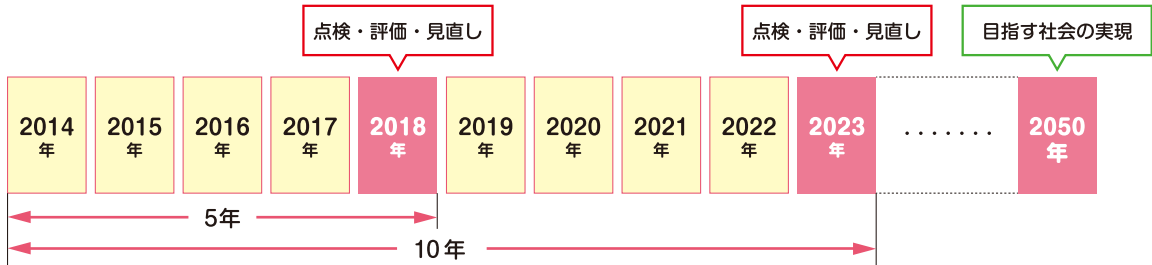 点検・評価・見直し
点検・評価・見直し
目指す社会の実現
2014
年
2015
年
2016
年
2017
年
2018
年
2019
年
2020
年
2021
年
2022
年
2023
年
.......
2050
年
5年
10年